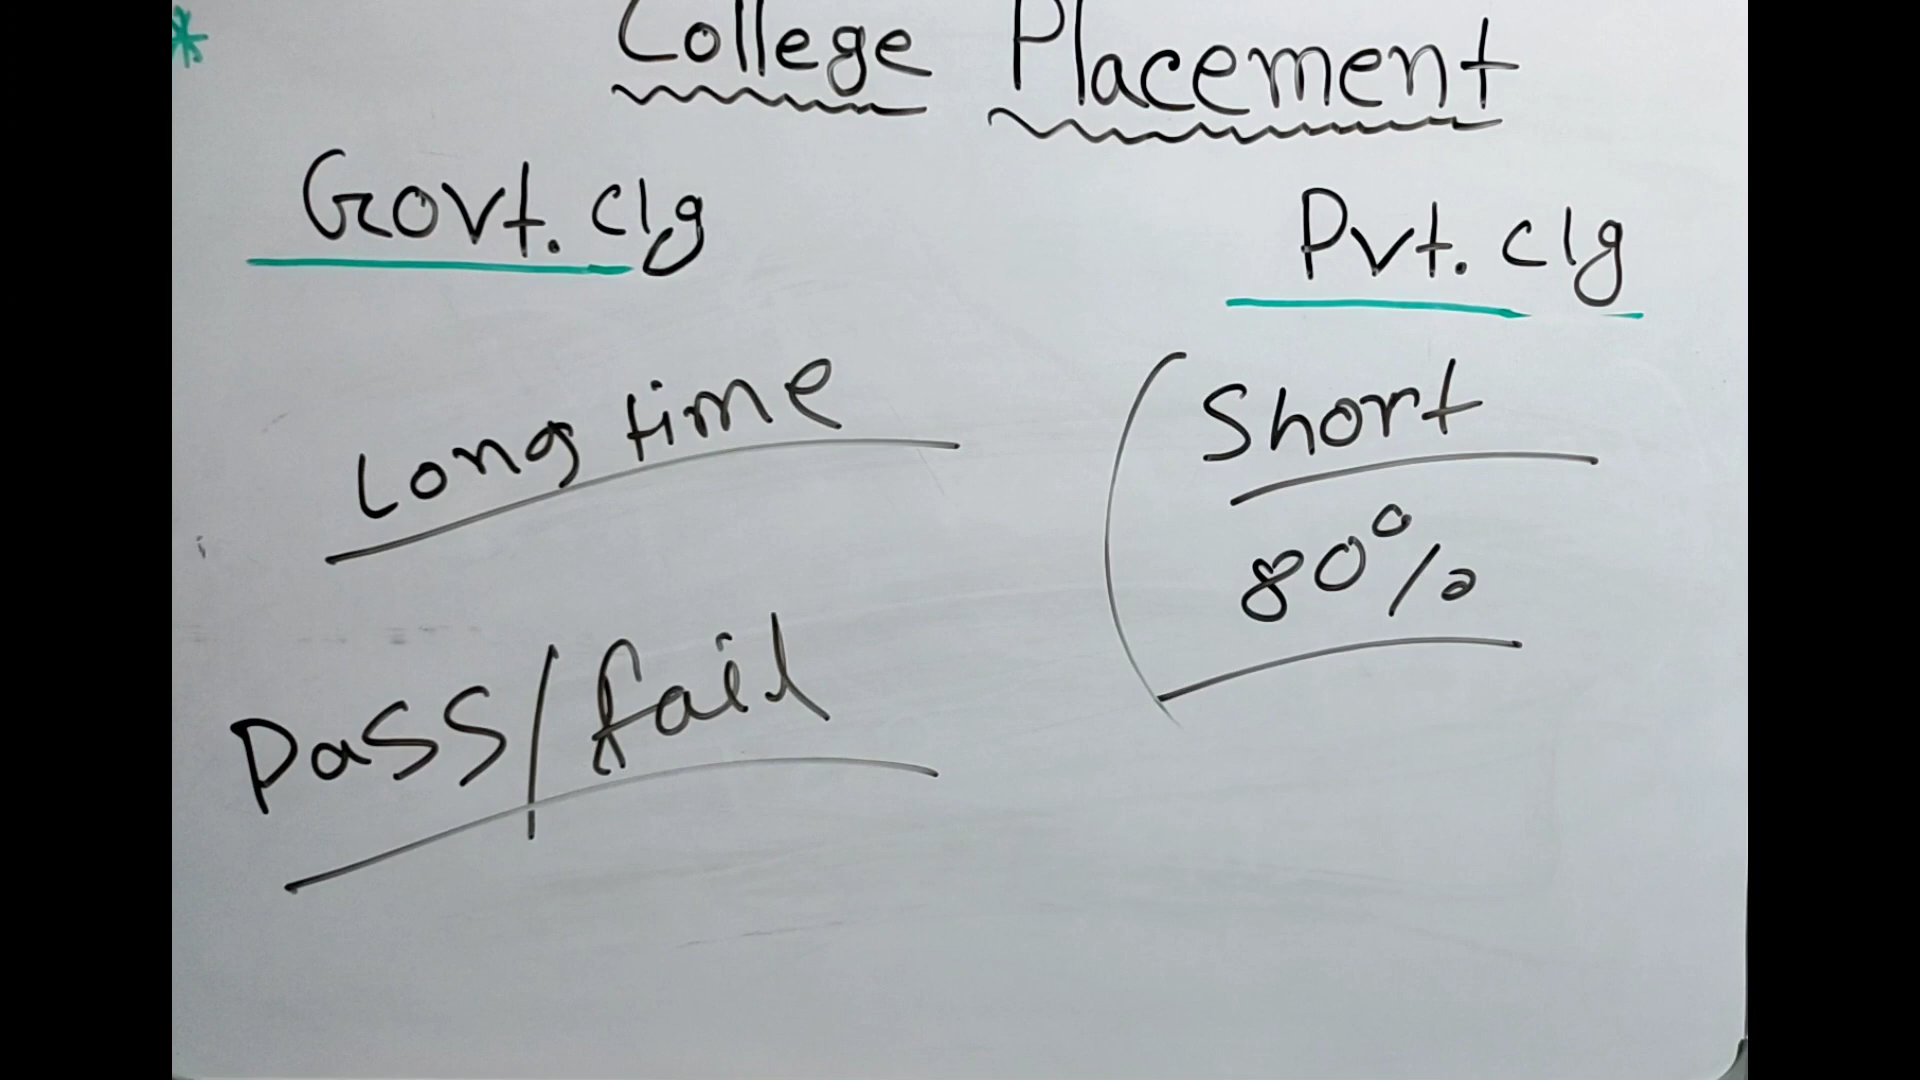 * College Placement
Govt. clg
Pvt. clg
Long time
Short
80%
Pass/fail